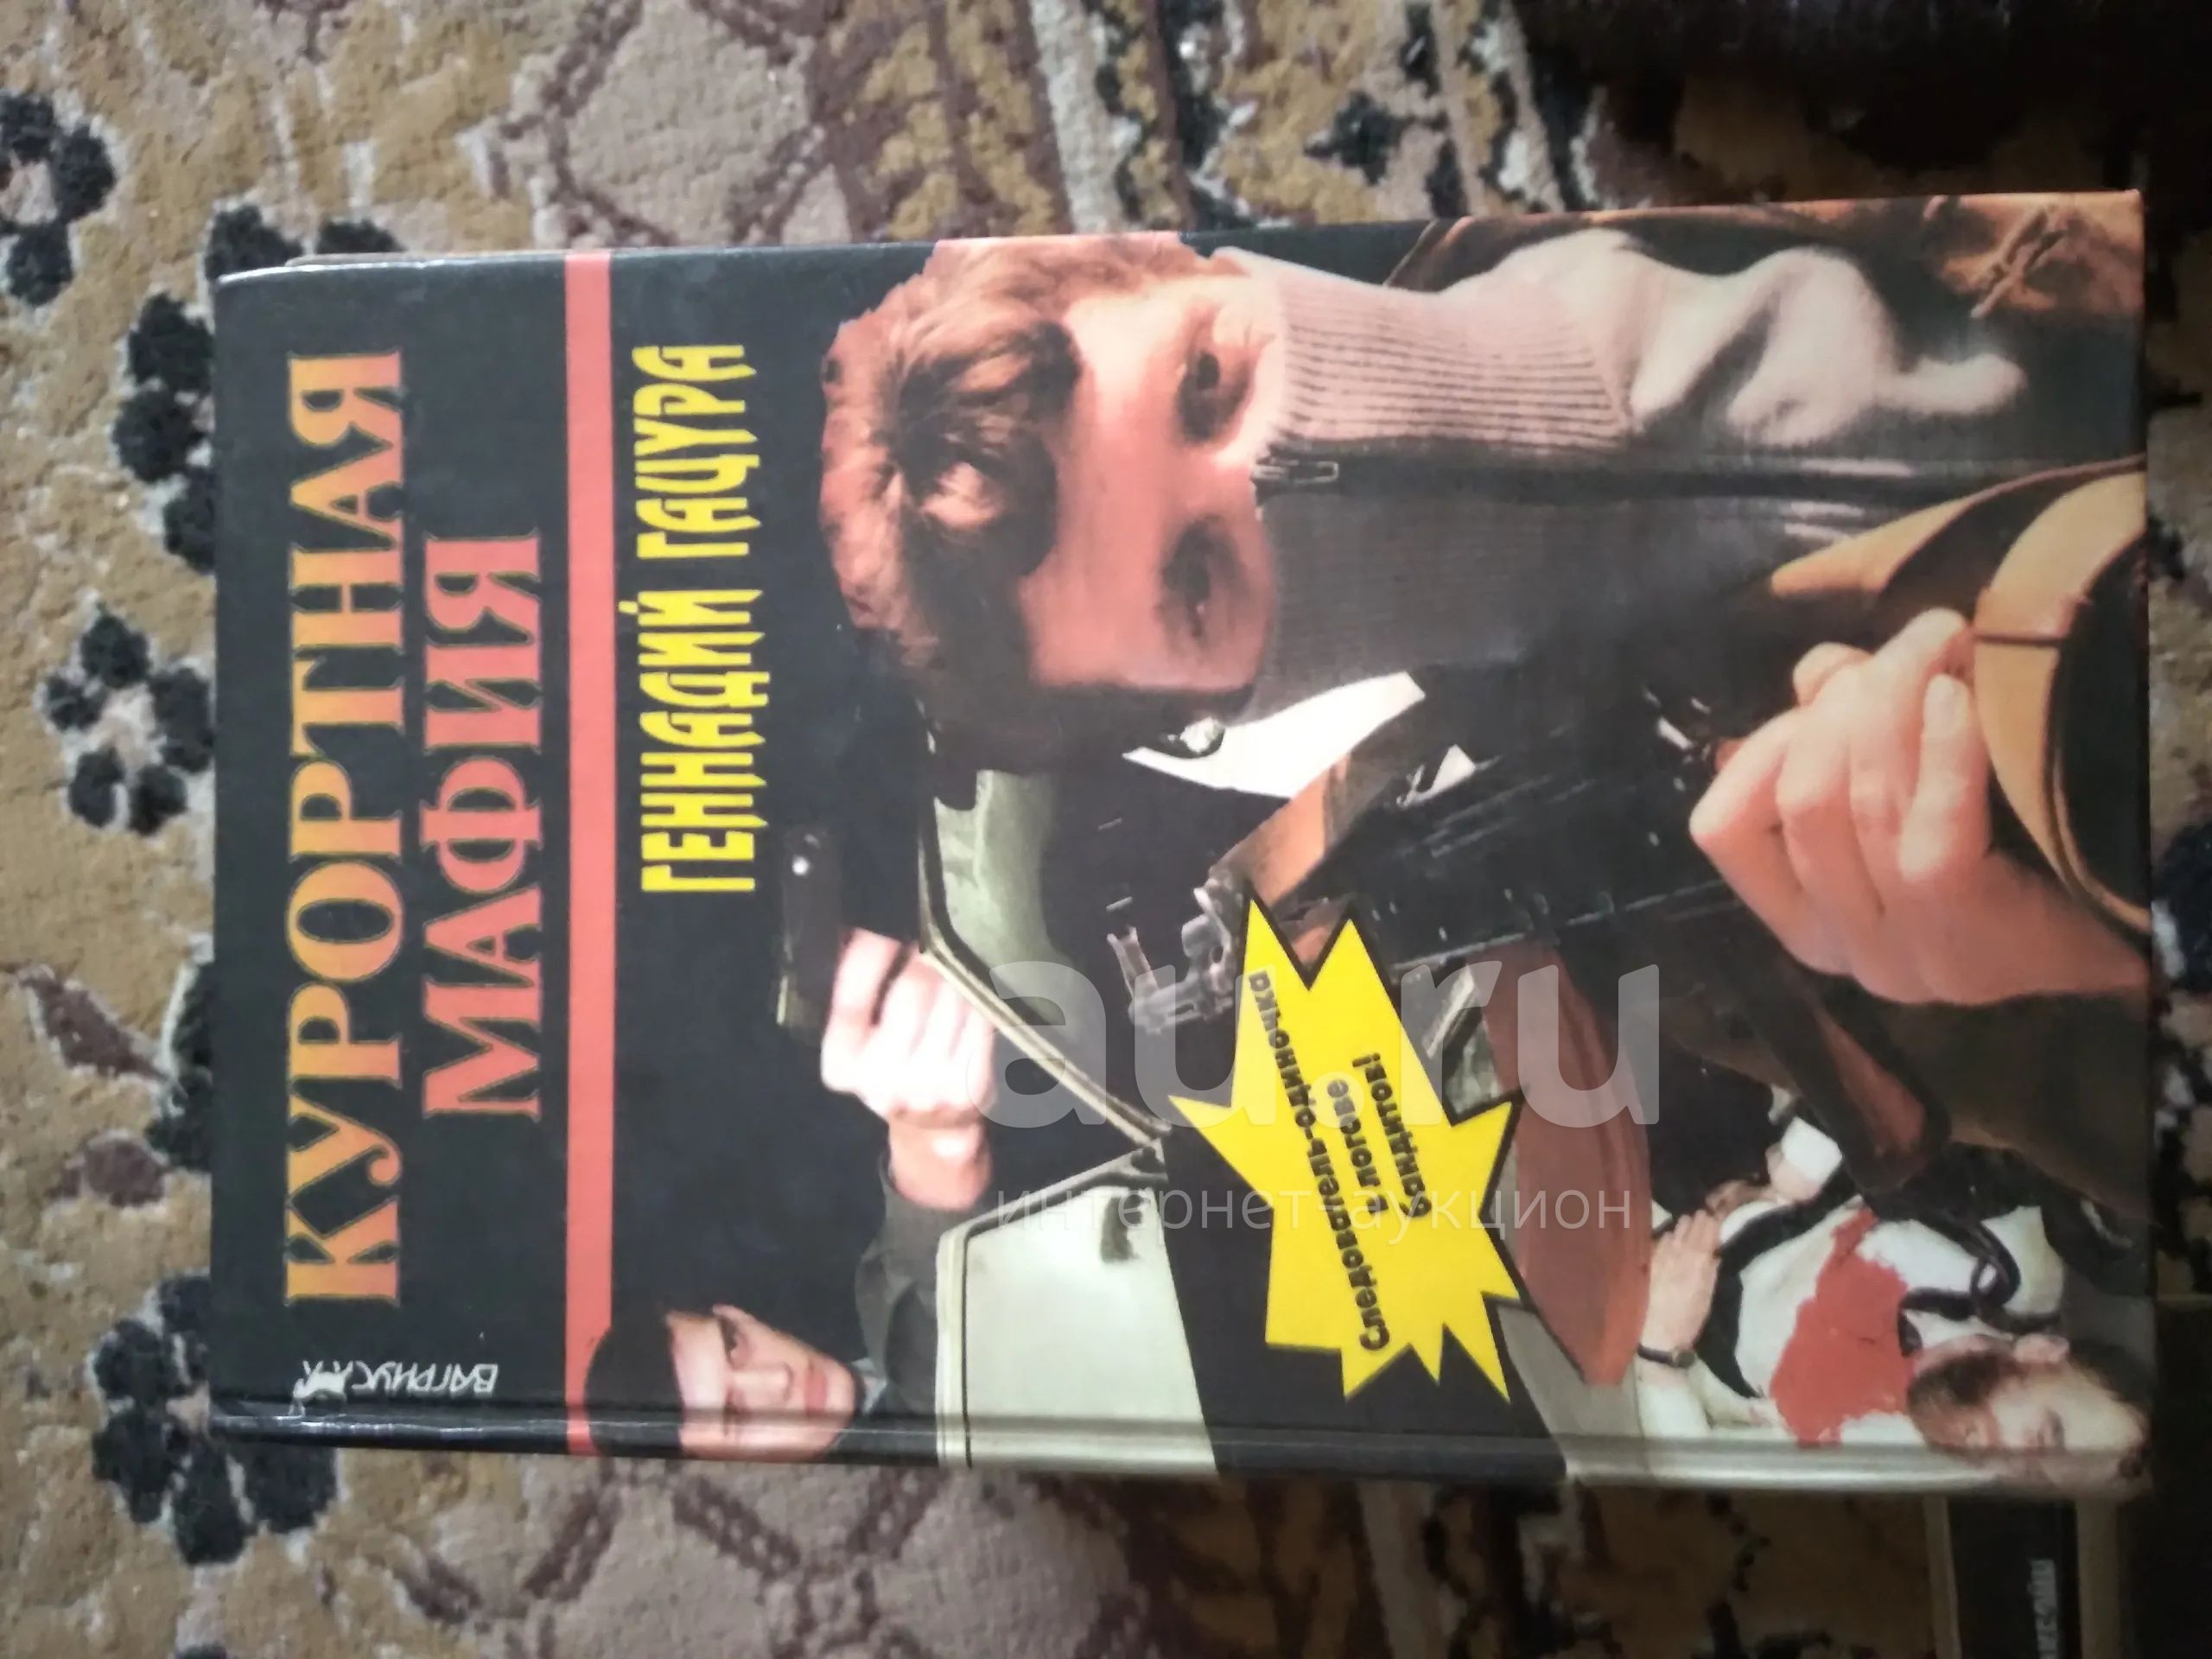 КУРОРТНАЯ
МАФИЯ
ВАГРИУС
ГЕННАДИЙ ГАЦУРА
Следователь-одиночка
в логове
бандитов!
au.ru
интернет-аукцион